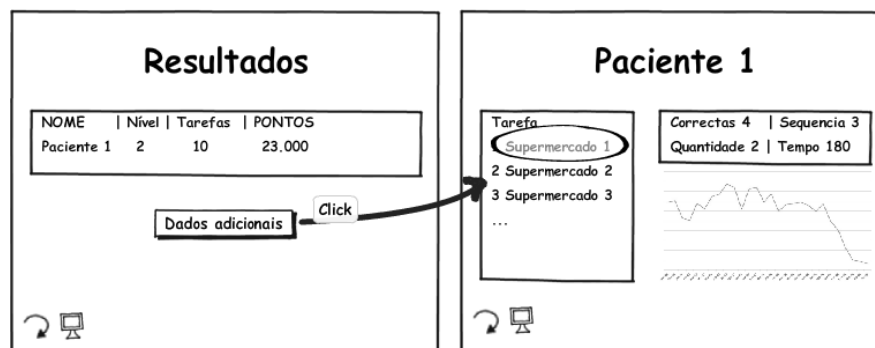 Resultados
NOME | Nível | Tarefas | PONTOS
Paciente 1 2 10 23.000
Dados adicionais
Click
Paciente 1
Tarefa
Supermercado 1
2 Supermercado 2
3 Supermercado 3
...
Correctas 4 | Sequencia 3
Quantidade 2 | Tempo 180